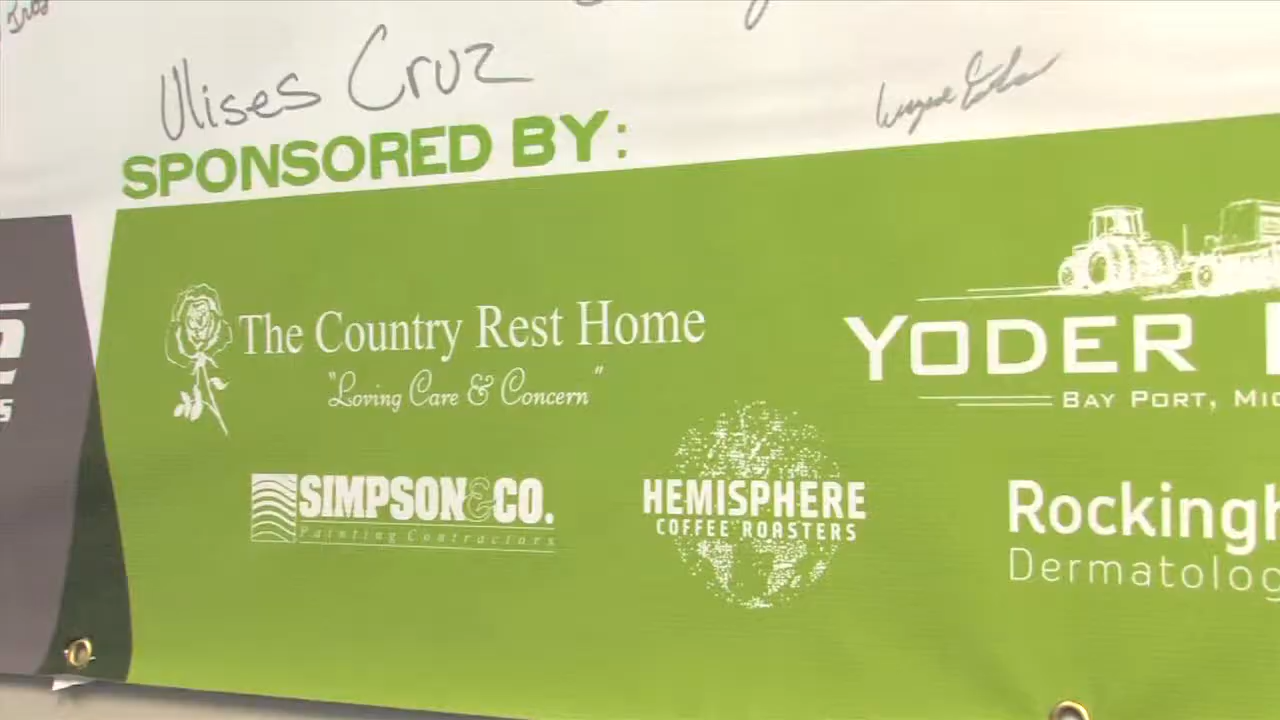 Ulises Cruz
SPONSORED BY:
The Country Rest Home
"Loving Care & Concern"
YODER
BAY PORT, MIC
SIMPSON & CO.
Painting Contractors
HEMISPHERE
COFFEE ROASTERS
Rockingh
Dermatolog